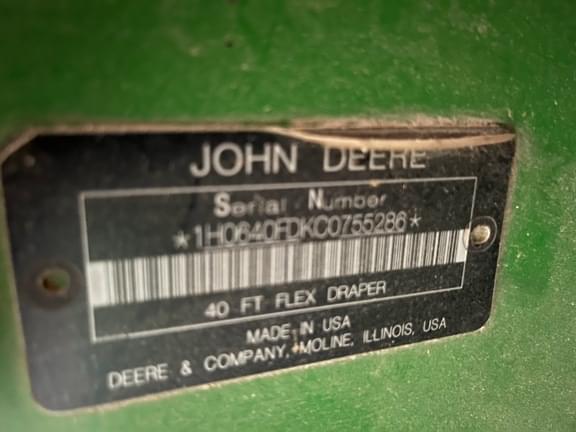 JOHN DEERE
Serial Number
*1H0640FDKC0755286*
40 FT FLEX DRAPER
MADE IN USA
DEERE & COMPANY, MOLINE, ILLINOIS, USA